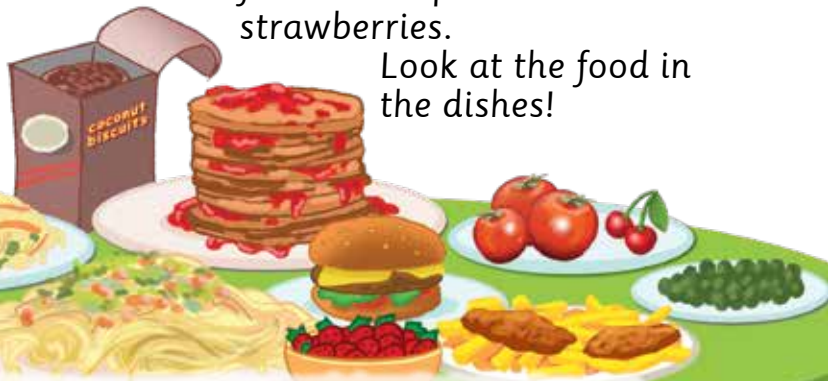 strawberries.
Look at the food in
the dishes!
coconut
biscuits